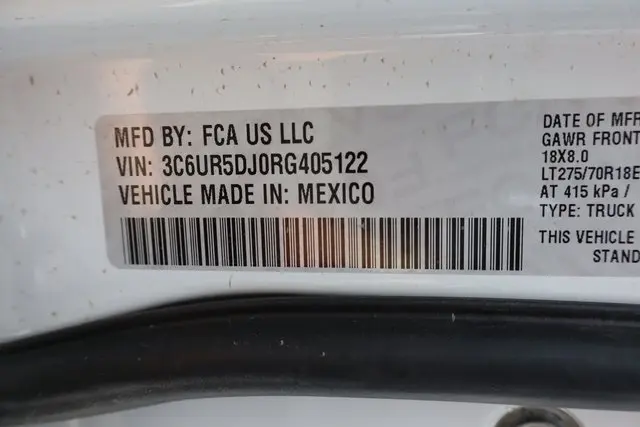 MFD BY: FCA US LLC
VIN: 3C6UR5DJ0RG405122
VEHICLE MADE IN: MEXICO
DATE OF MFR
GAWR FRONT
18X8.0
LT275/70R18E
AT 415 kPa /
TYPE: TRUCK
THIS VEHICLE
STAND